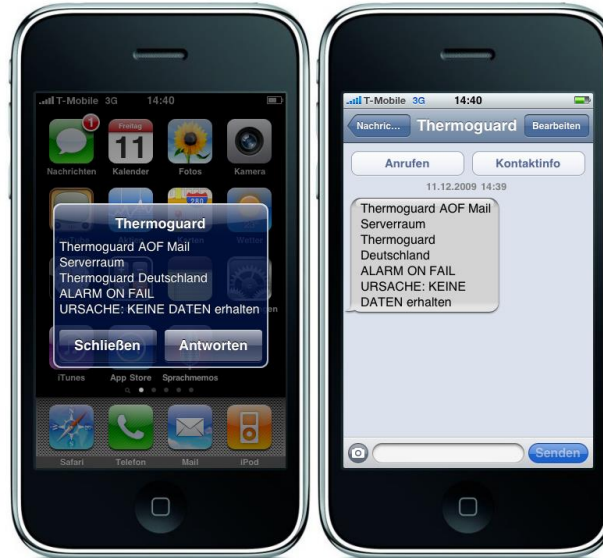 T-Mobile 3G 14:40
1
Freitag
11
280
Nachrichten Kalender Fotos Kamera
Thermoguard
Thermoguard AOF Mail
Serverraum
Thermoguard Deutschland
ALARM ON FAIL
URSACHE: KEINE DATEN erhalten
Schließen Antworten
iTunes App Store Sprachmemos
Safari Telefon Mail iPod
T-Mobile 3G 14:40
Nachric... Thermoguard Bearbeiten
Anrufen Kontaktinfo
11.12.2009 14:39
Thermoguard AOF Mail
Serverraum
Thermoguard
Deutschland
ALARM ON FAIL
URSACHE: KEINE
DATEN erhalten
Senden